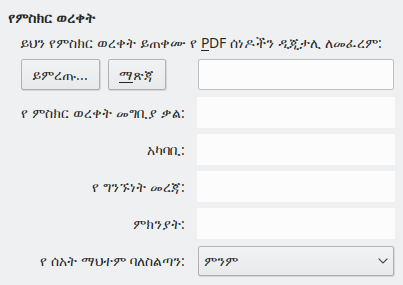 የምስክር ወረቀት
ይህን የምስክር ወረቀት ይጠቀሙ የ PDF ሰነዶችን ዲጂታሊ ለመፈረም:
ይምረጡ... ማጽጃ
የ ምስክር ወረቀት መግቢያ ቃል:
አካባቢ:
የ ግንኙነት መረጃ:
ምክንያት:
የ ሰአት ማህተም ባለስልጣን: ምንም